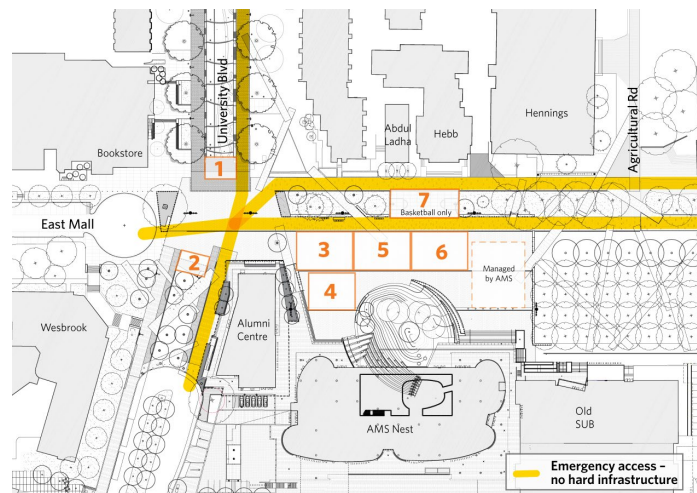 University Blvd
Bookstore
1
Abdul
Ladha
Hebb
Hennings
Agricultural Rd
7
Basketball only
East Mall
2
3
5
6
4
Managed
by AMS
Wesbrook
Alumni
Centre
AMS Nest
Old
SUB
Emergency access –
no hard infrastructure